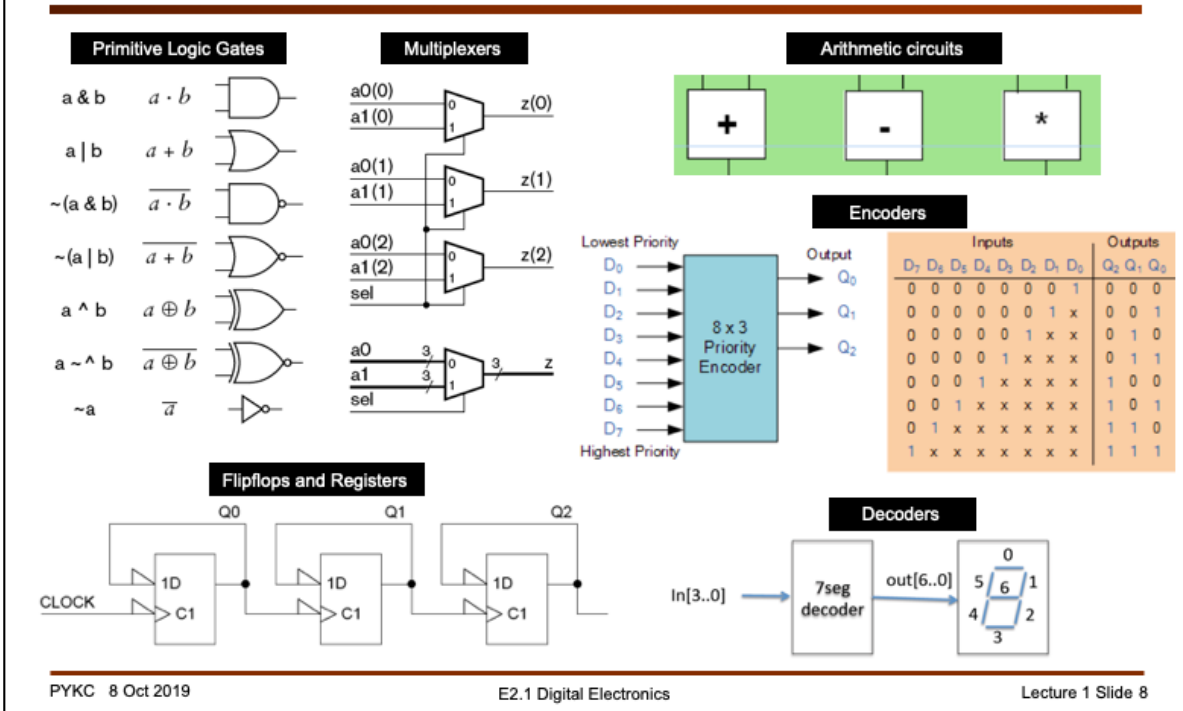 Primitive Logic Gates
a & b a · b
a | b a + b
~(a & b) a · b
~(a | b) a + b
a ^ b a ⊕ b
a ~^ b a ⊕ b
~a a
Multiplexers
a0(0)
a1(0)
0
1
z(0)
a0(1)
a1(1)
0
1
z(1)
a0(2)
a1(2)
sel
0
1
z(2)
a0
a1
sel
3
3
0
1
3
z
Arithmetic circuits
+ - *
Encoders
Lowest Priority
D0
D1
D2
D3
D4
D5
D6
D7
Highest Priority
8 x 3
Priority
Encoder
Output
Q0
Q1
Q2
Inputs Outputs
D7 D6 D5 D4 D3 D2 D1 D0 Q2 Q1 Q0
0 0 0 0 0 0 0 1 0 0 0
0 0 0 0 0 0 1 x 0 0 1
0 0 0 0 0 1 x x 0 1 0
0 0 0 0 1 x x x 0 1 1
0 0 0 1 x x x x 1 0 0
0 0 1 x x x x x 1 0 1
0 1 x x x x x x 1 1 0
1 x x x x x x x 1 1 1
Flipflops and Registers
Q0 Q1 Q2
1D 1D 1D
CLOCK C1 C1 C1
Decoders
In[3..0]
7seg
decoder
out[6..0]
0
5 6 1
4 2
3
PYKC 8 Oct 2019 E2.1 Digital Electronics Lecture 1 Slide 8